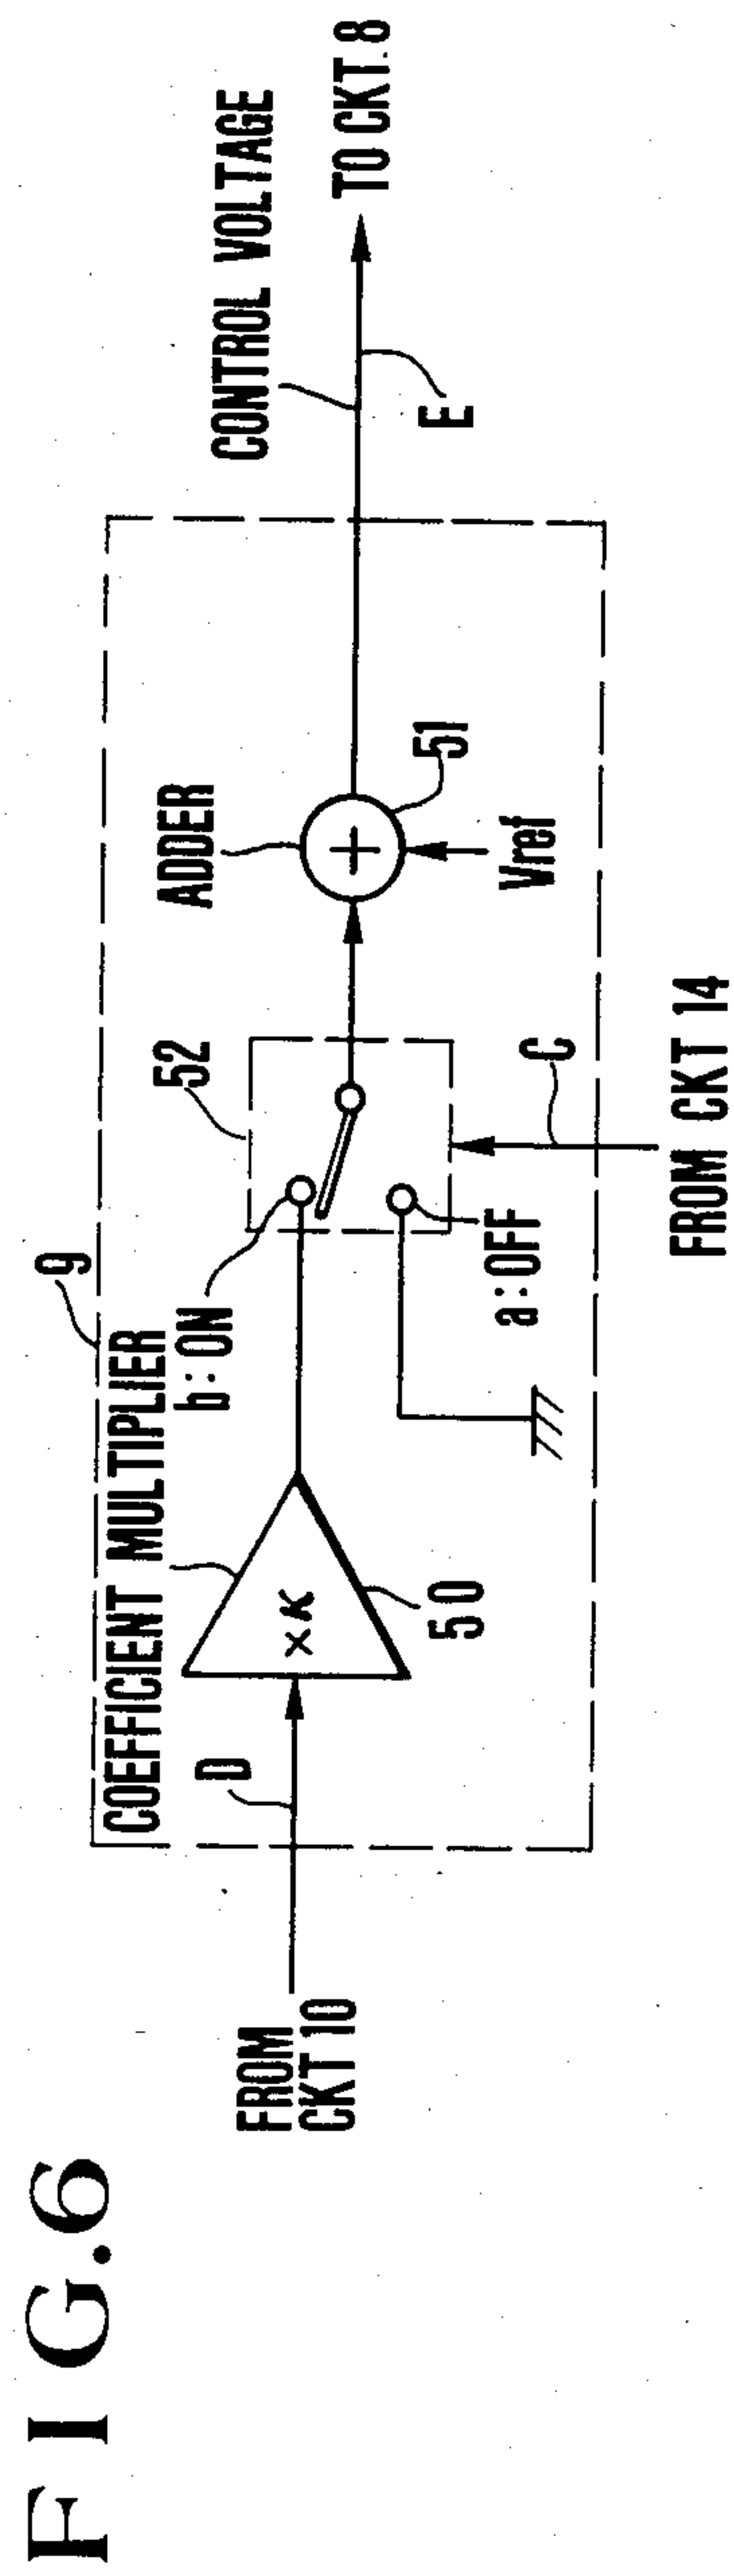 FIG.6
FROM
CKT 10
D
COEFFICIENT MULTIPLIER
×K
50
9
b:ON
a:OFF
52
C
FROM CKT 14
ADDER
+
51
Vref
CONTROL VOLTAGE
E
TO CKT.8